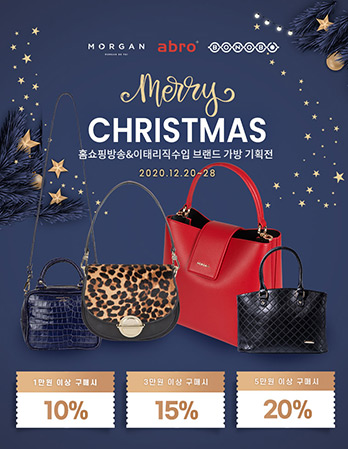 MORGAN
abro
BONOBO
Merry
CHRISTMAS
홈쇼핑방송&이태리직수입 브랜드 가방 기획전
2020.12.20~28
1만원 이상 구매시
10%
3만원 이상 구매시
15%
5만원 이상 구매시
20%